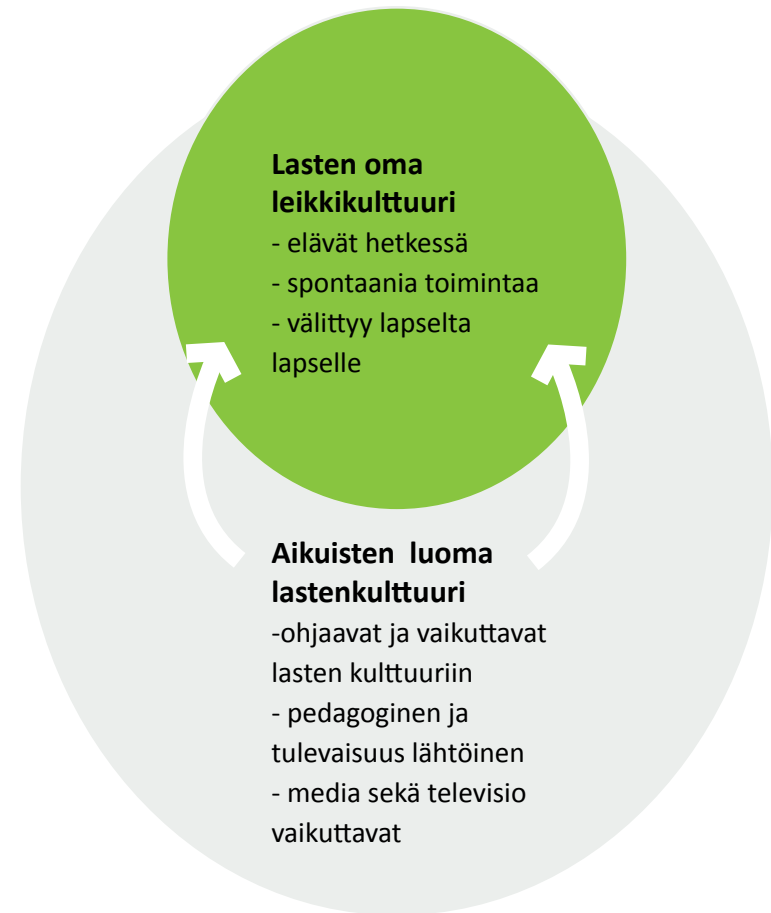 Lasten oma
leikkikulttuuri
- elävät hetkessä
- spontaania toimintaa
- välittyy lapselta
lapselle
Aikuisten  luoma
lastenkulttuuri
-ohjaavat ja vaikuttavat
lasten kulttuuriin
- pedagoginen ja
tulevaisuus lähtöinen
- media sekä televisio
vaikuttavat